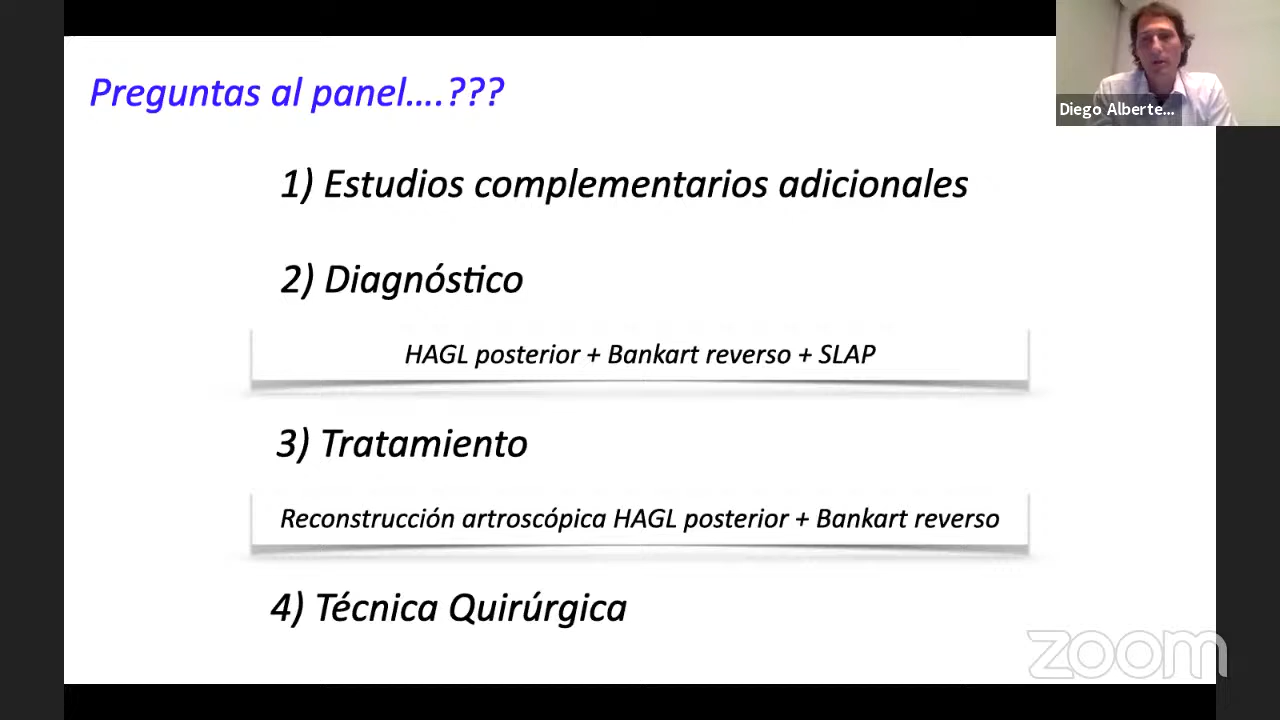 Preguntas al panel....???
Diego Alberte...
1) Estudios complementarios adicionales
2) Diagnóstico
HAGL posterior + Bankart reverso + SLAP
3) Tratamiento
Reconstrucción artroscópica HAGL posterior + Bankart reverso
4) Técnica Quirúrgica
zoom